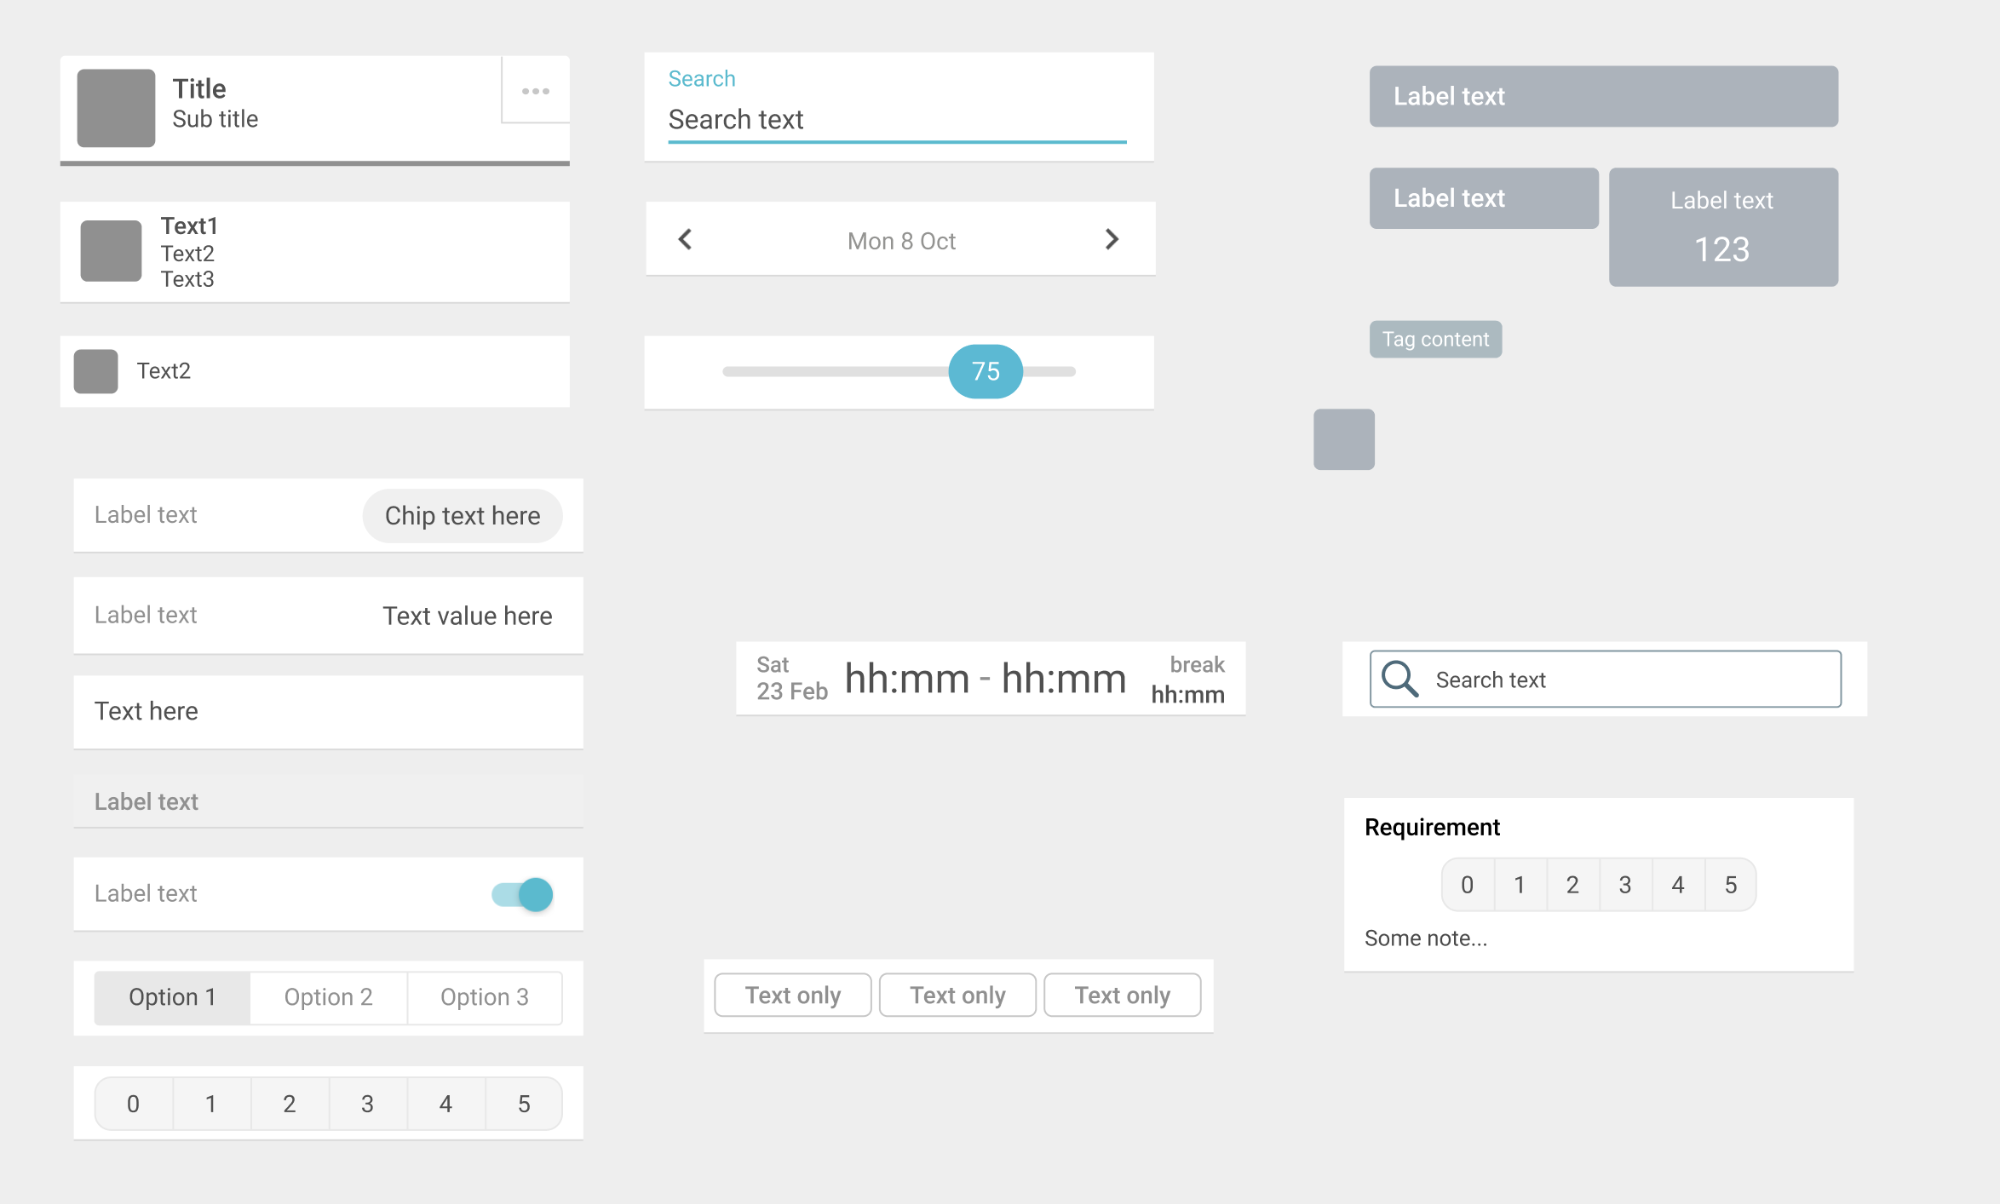 Title
Sub title
Text1
Text2
Text3
Text2
Label text
Chip text here
Label text
Text value here
Text here
Label text
Label text
Option 1
Option 2
Option 3
0 1 2 3 4 5
Search
Search text
Mon 8 Oct
75
Sat
23 Feb
hh:mm - hh:mm
break
hh:mm
Text only
Text only
Text only
Label text
Label text
Label text
123
Tag content
Search text
Requirement
0 1 2 3 4 5
Some note...